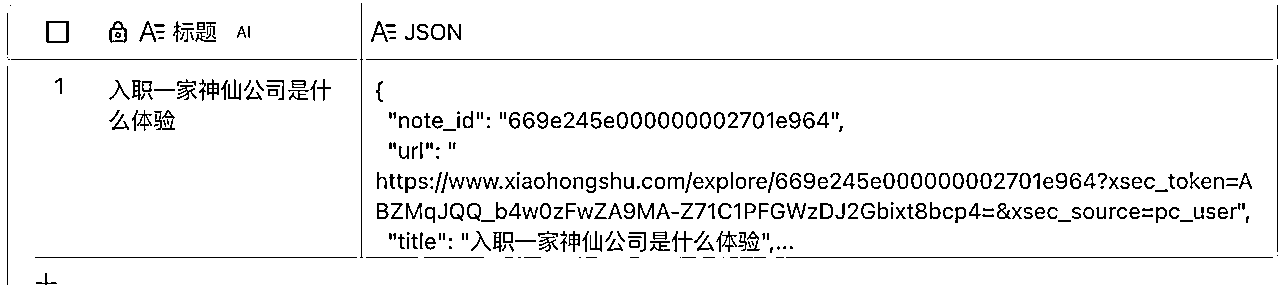 标题 AI
JSON
1
入职一家神仙公司是什
么体验
{
"note_id": "669e245e000000002701e964",
"url": "
https://www.xiaohongshu.com/explore/669e245e000000002701e964?xsec_token=A
BZMqJQQ_b4w0zFwZA9MA-Z71C1PFGWzDJ2Gbixt8bcp4=&xsec_source=pc_user",
"title": "入职一家神仙公司是什么体验",...